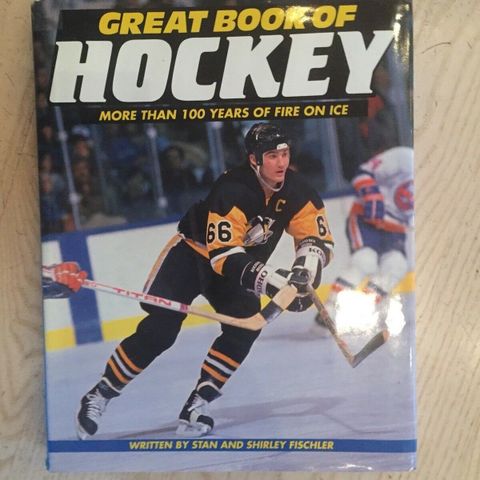 GREAT BOOK OF
HOCKEY
MORE THAN 100 YEARS OF FIRE ON ICE
C
66
6
TITAN
WRITTEN BY STAN AND SHIRLEY FISCHLER